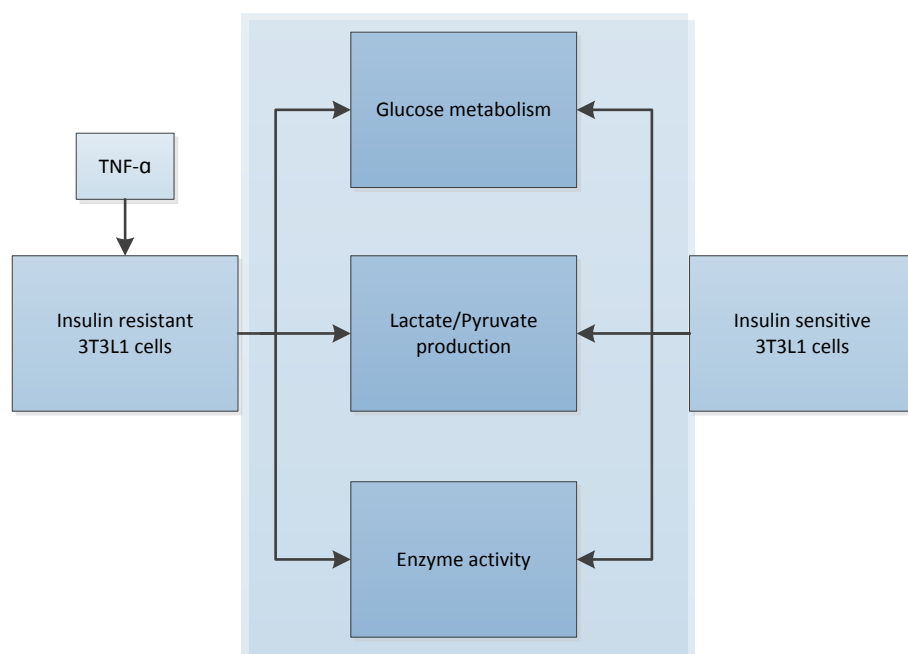 Glucose metabolism
TNF-α
Insulin resistant
3T3L1 cells
Lactate/Pyruvate
production
Insulin sensitive
3T3L1 cells
Enzyme activity